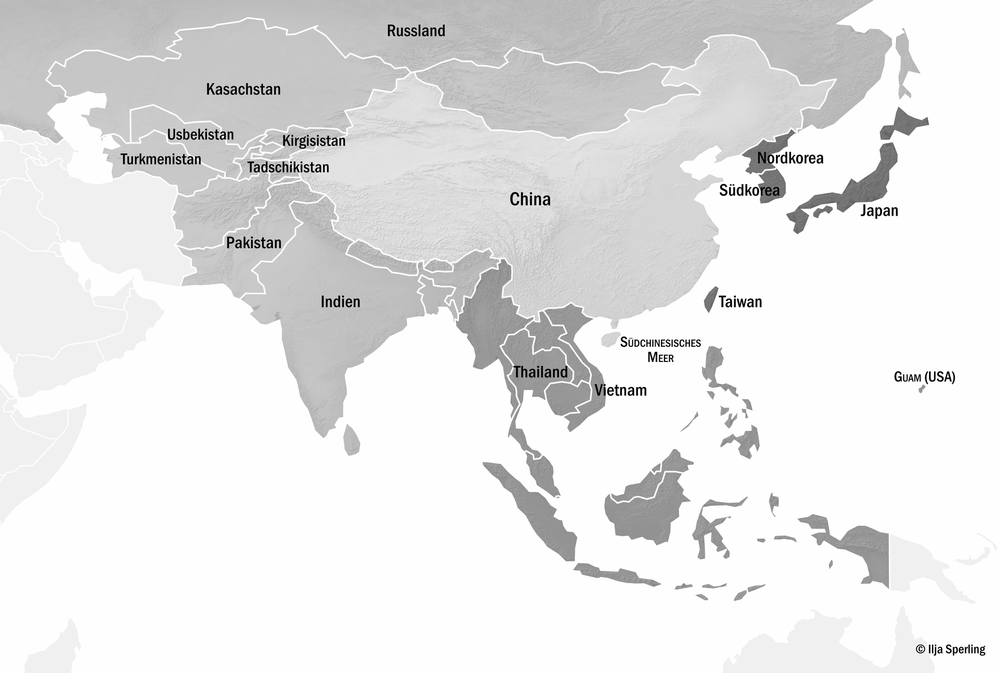 Russland
Kasachstan
Usbekistan
Kirgisistan
Turkmenistan
Tadschikistan
Nordkorea
Südkorea
China
Japan
Pakistan
Indien
Taiwan
Südchinesisches
Meer
Thailand
Guam (USA)
Vietnam
© Ilja Sperling